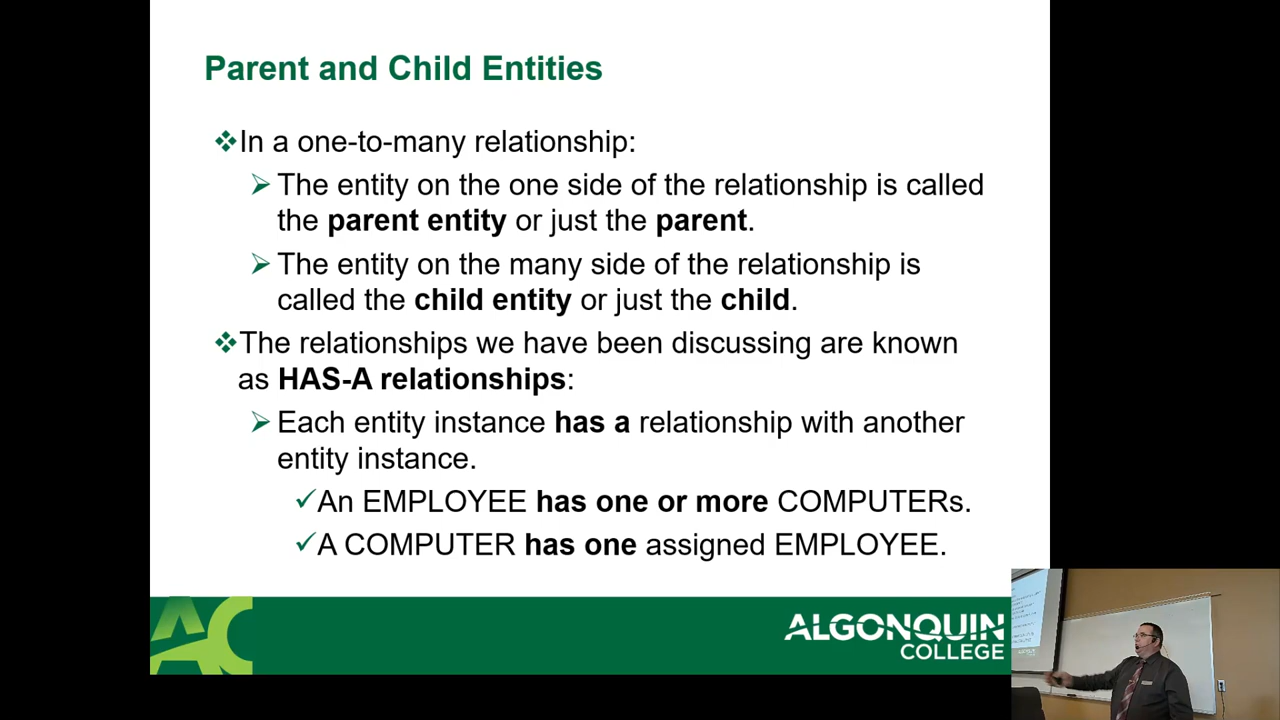 Parent and Child Entities
❖In a one-to-many relationship:
➢The entity on the one side of the relationship is called
the parent entity or just the parent.
➢The entity on the many side of the relationship is
called the child entity or just the child.
❖The relationships we have been discussing are known
as HAS-A relationships:
➢Each entity instance has a relationship with another
entity instance.
✓An EMPLOYEE has one or more COMPUTERs.
✓A COMPUTER has one assigned EMPLOYEE.
AC
ALGONQUIN
COLLEGE